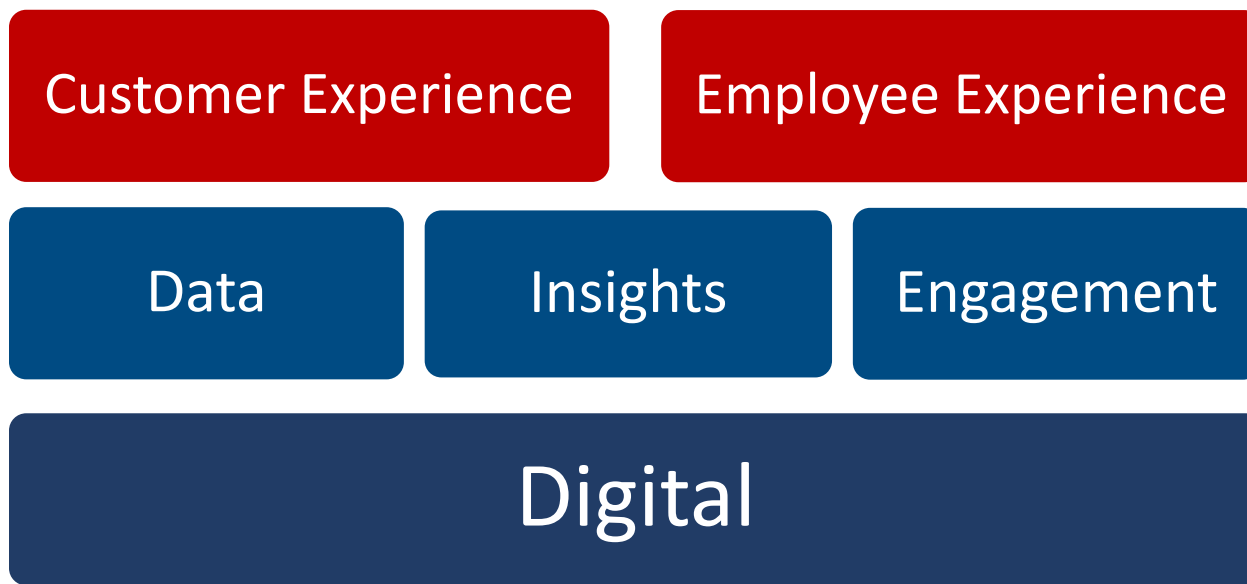 Customer Experience
Employee Experience
Data
Insights
Engagement
Digital